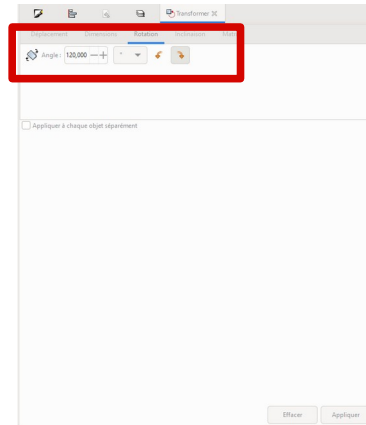 Transformer
Déplacement Dimensions Rotation Inclinaison
Angle : 120,000 — + °
Appliquer à chaque objet séparément
Effacer Appliquer